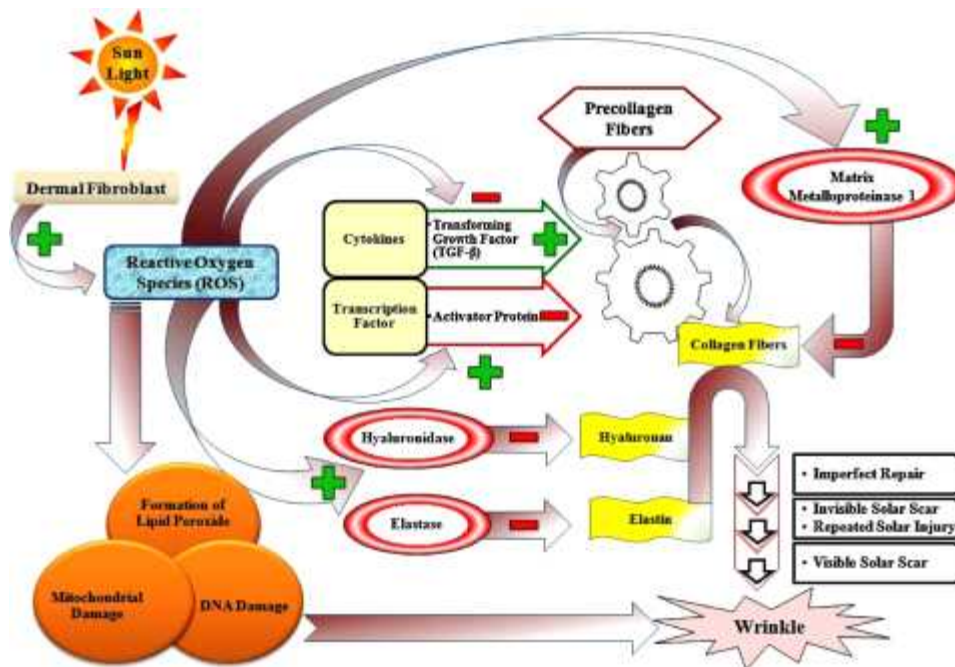 Sun
Light
Dermal Fibroblast
Reactive Oxygen
Species (ROS)
Precollagen
Fibers
Matrix
Metalloproteinase 1
Cytokines
• Transforming
Growth Factor
(TGF-β)
Transcription
Factor
• Activator Protein
Collagen Fibers
Hyaluronidase
Hyaluronan
Elastase
Elastin
• Imperfect Repair
• Invisible Solar Scar
• Repeated Solar Injury
• Visible Solar Scar
Formation of
Lipid Peroxide
Mitochondrial
Damage
DNA Damage
Wrinkle